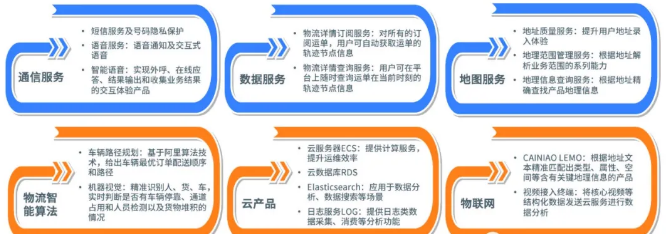 通信服务
• 短信服务及号码隐私保护
• 语音服务：语音通知及交互式
语音
• 智能语音：实现外呼、在线应
答、结果输出和收集业务结果
的交互体验产品
数据服务
• 物流详情订阅服务：对所有的订
阅运单，用户可自动获取运单的
轨迹节点信息
• 物流详情查询服务：用户可在平
台上随时查询运单在当前时刻的
轨迹节点信息
地图服务
• 地址质量服务：提升用户地址录
入体验
• 地理范围管理服务：根据地址解
析业务范围的系列能力
• 地理信息查询服务：根据地址精
确查找产品地理信息
物流智
能算法
• 车辆路径规划：基于阿里算法技
术，给出车辆最优订单配送顺序
和路径
• 机器视觉：精准识别人、货、车，
实时判断是否有车辆停靠、通道
占用和人员检测以及货物堆积的
情况
云产品
• 云服务器ECS：提供计算服务，
提升运维效率
• 云数据库RDS
• Elasticsearch：应用于数据分
析、数据搜索等场景
• 日志服务LOG：提供日志类数
据采集、消费等分析功能
物联网
• CAINIAO LEMO：根据地址文
本精准匹配出类型、属性、空
间等含有关键地理信息的产品
• 视频接入终端：将核心视频等
结构化数据发送云服务进行数
据分析